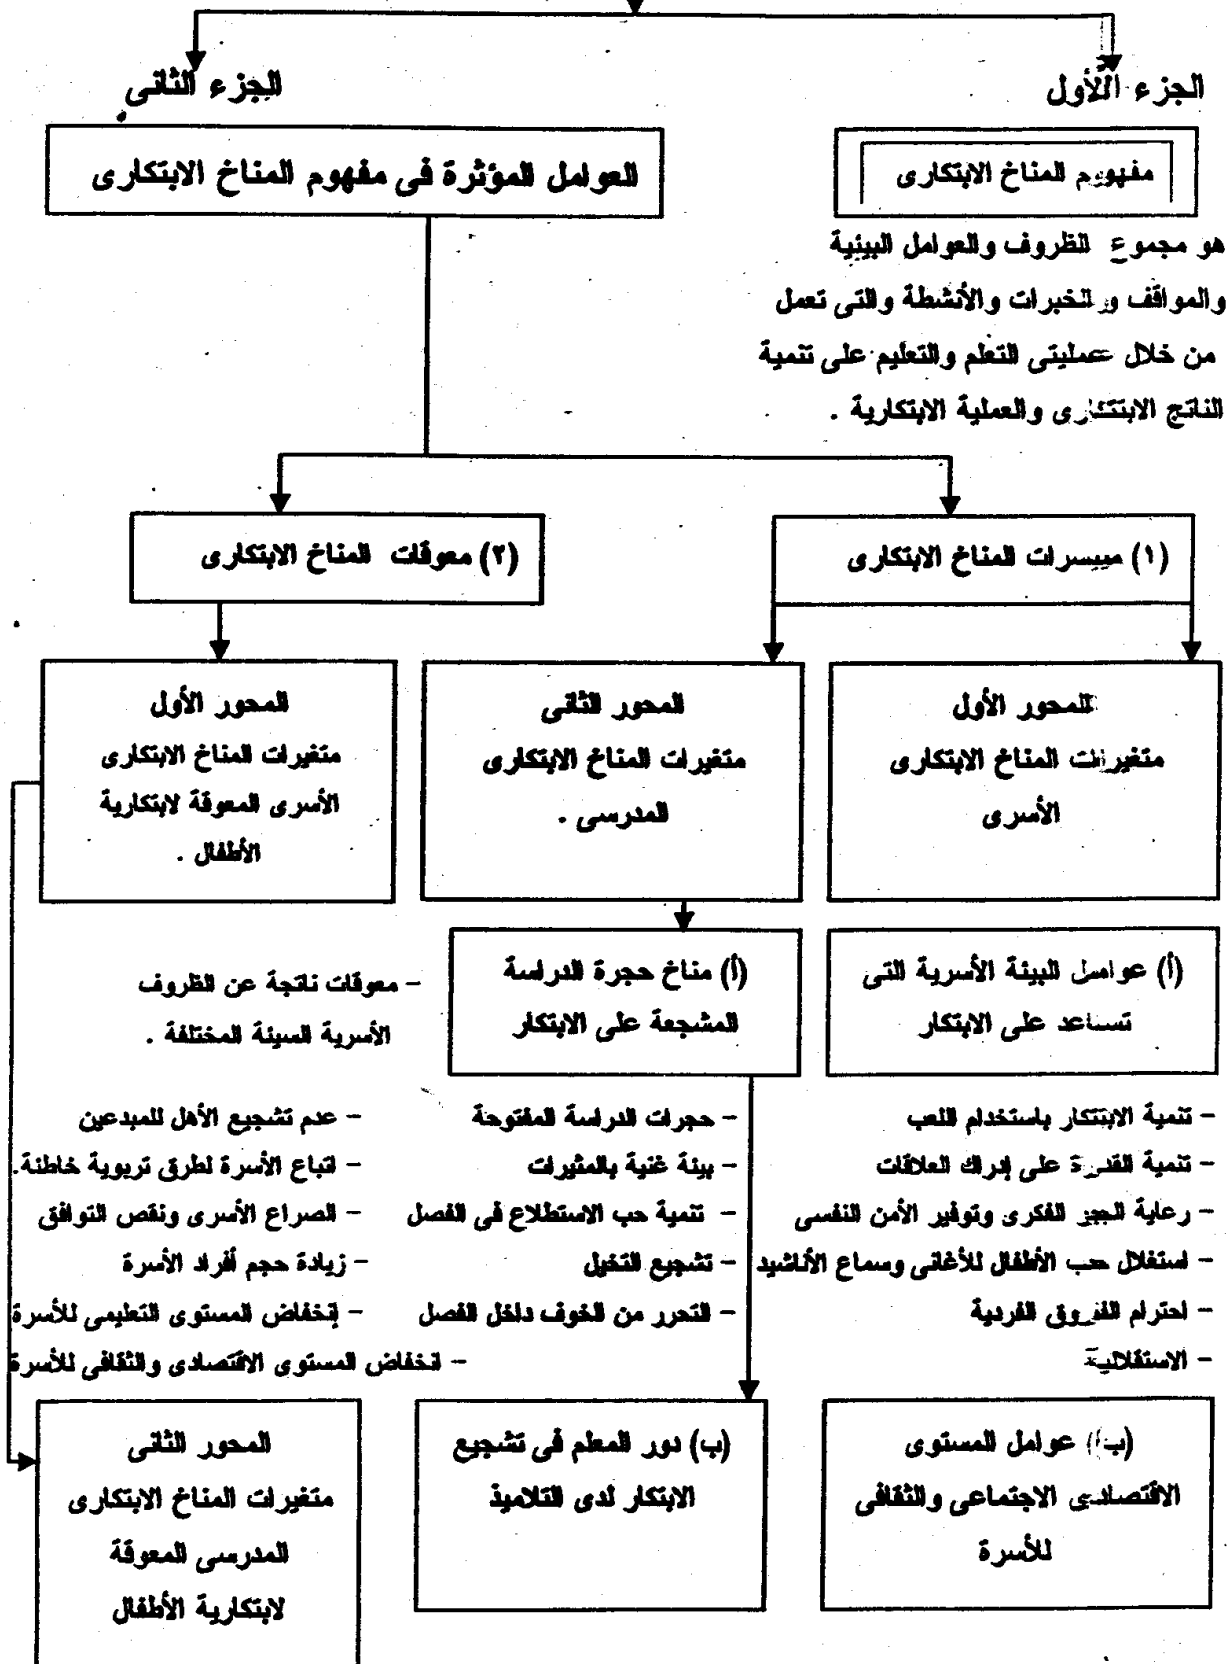 الجزء الأول
مفهوم المناخ الابتكارى
هو مجموع الظروف والعوامل البيئية
والمواقف والخبرات والأنشطة والتى تعمل
من خلال عمليتى التعلم والتعليم على تنمية
الناتج الابتكارى والعملية الابتكارية .
الجزء الثانى
العوامل المؤثرة فى مفهوم المناخ الابتكارى
(١) ميسرات المناخ الابتكارى
(٢) معوقات المناخ الابتكارى
المحور الأول
متغيرات المناخ الابتكارى
الأسرى
المحور الثانى
متغيرات المناخ الابتكارى
المدرسى .
المحور الأول
متغيرات المناخ الابتكارى
الأسرى المعوقة لابتكارية
الأطفال .
(أ) عوامل البيئة الأسرية التى
تساعد على الابتكار
- تنمية الابتكار باستخدام اللعب
- تنمية القدرة على إدراك العلاقات
- رعاية الحيز الفكرى وتوفير الأمن النفسى
- استغلال حب الأطفال للأغانى وسماع الأناشيد
- احترام الفروق الفردية
- الاستقلالية
(ب) عوامل المستوى
الاقتصادى الاجتماعى والثقافى
للأسرة
(أ) مناخ حجرة الدراسة
المشجعة على الابتكار
- حجرات الدراسة المفتوحة
- بيئة غنية بالمثيرات
- تنمية حب الاستطلاع فى الفصل
- تشجيع التخيل
- التحرر من الخوف داخل الفصل
(ب) دور المعلم فى تشجيع
الابتكار لدى التلاميذ
- معوقات ناتجة عن الظروف
الأسرية السيئة المختلفة .
- عدم تشجيع الأهل للمبدعين
- اتباع الأسرة لطرق تربوية خاطئة.
- الصراع الأسرى ونقص التوافق
- زيادة حجم أفراد الأسرة
- إنخفاض المستوى التعليمى للأسرة
- انخفاض المستوى الاقتصادى والثقافى للأسرة
المحور الثانى
متغيرات المناخ الابتكارى
المدرسى المعوقة
لابتكارية الأطفال